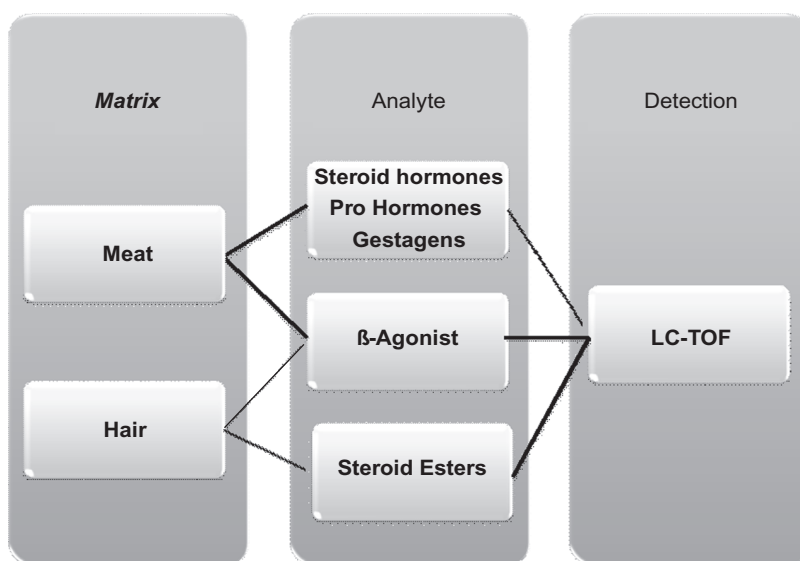 Matrix
Analyte
Detection
Meat
Hair
Steroid hormones
Pro Hormones
Gestagens
ß-Agonist
Steroid Esters
LC-TOF